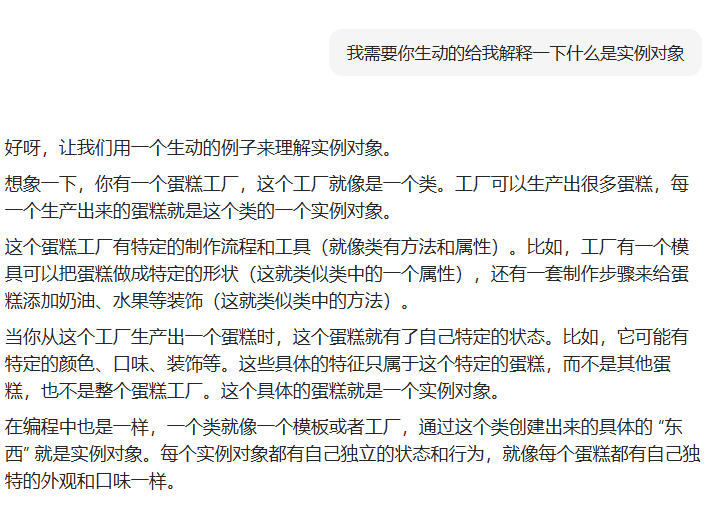 我需要你生动的给我解释一下什么是实例对象
好呀，让我们用一个生动的例子来理解实例对象。
想象一下，你有一个蛋糕工厂，这个工厂就像是一个类。工厂可以生产出很多蛋糕，每
一个生产出来的蛋糕就是这个类的一个实例对象。
这个蛋糕工厂有特定的制作流程和工具（就像类有方法和属性）。比如，工厂有一个模
具可以把蛋糕做成特定的形状（这就类似类中的一个属性），还有一套制作步骤来给蛋
糕添加奶油、水果等装饰（这就类似类中的方法）。
当你从这个工厂生产出一个蛋糕时，这个蛋糕就有了自己特定的状态。比如，它可能有
特定的颜色、口味、装饰等。这些具体的特征只属于这个特定的蛋糕，而不是其他蛋
糕，也不是整个蛋糕工厂。这个具体的蛋糕就是一个实例对象。
在编程中也是一样，一个类就像一个模板或者工厂，通过这个类创建出来的具体的 “东
西” 就是实例对象。每个实例对象都有自己独立的状态和行为，就像每个蛋糕都有自己独
特的外观和口味一样。